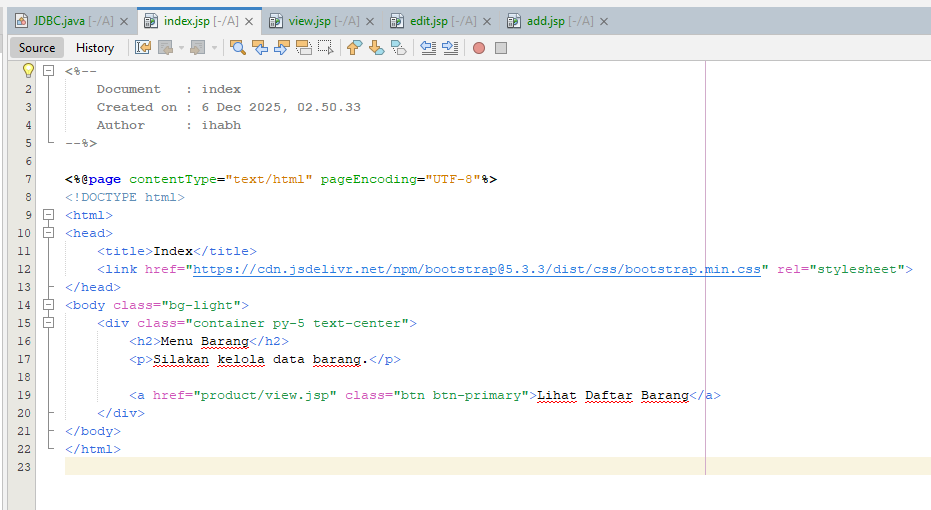 JDBC.java [-/A] index.jsp [-/A] view.jsp [-/A] edit.jsp [-/A] add.jsp [-/A]
Source History
<%--
2 Document : index
3 Created on : 6 Dec 2025, 02.50.33
4 Author : ihabh
5 --%>
6
7 <%@page contentType="text/html" pageEncoding="UTF-8"%>
8 <!DOCTYPE html>
9 <html>
10 <head>
11 <title>Index</title>
12 <link href="https://cdn.jsdelivr.net/npm/bootstrap@5.3.3/dist/css/bootstrap.min.css" rel="stylesheet">
13 </head>
14 <body class="bg-light">
15 <div class="container py-5 text-center">
16 <h2>Menu Barang</h2>
17 <p>Silakan kelola data barang.</p>
18
19 <a href="product/view.jsp" class="btn btn-primary">Lihat Daftar Barang</a>
20 </div>
21 </body>
22 </html>
23